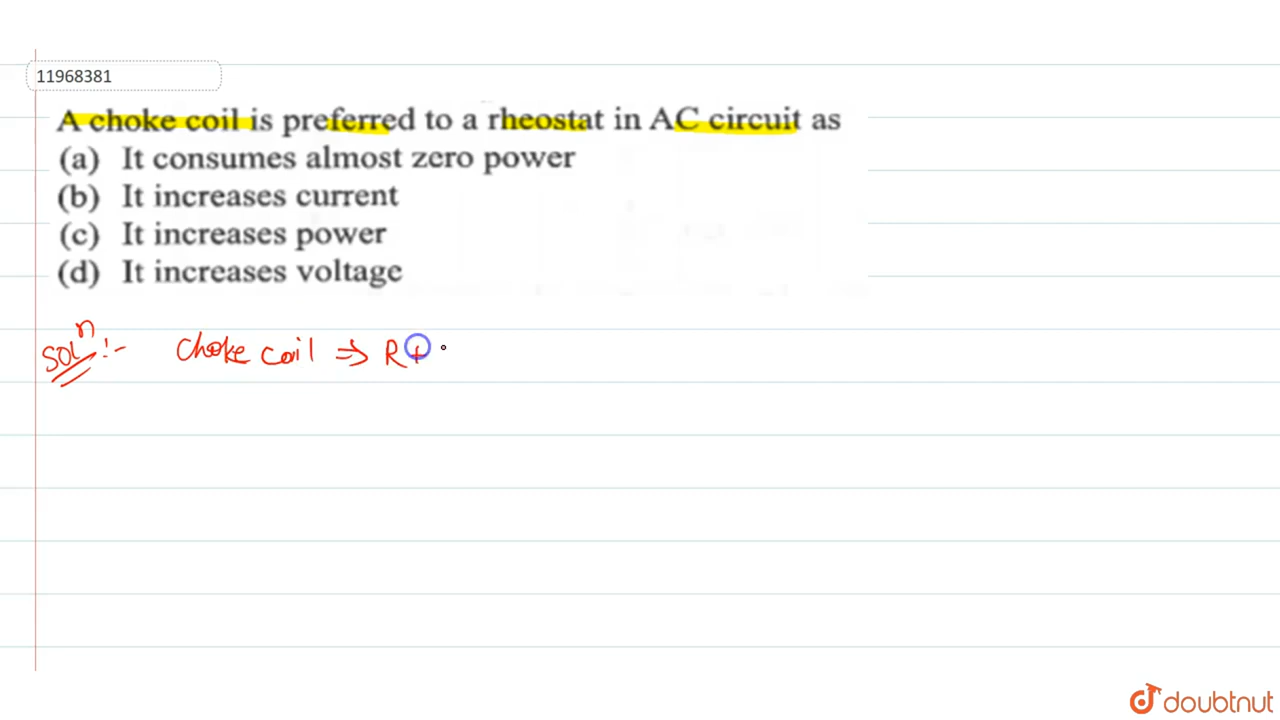 11968381
A choke coil is preferred to a rheostat in AC circuit as
(a) It consumes almost zero power
(b) It increases current
(c) It increases power
(d) It increases voltage
Solⁿ :- Choke coil ⇒ R +
doubtnut